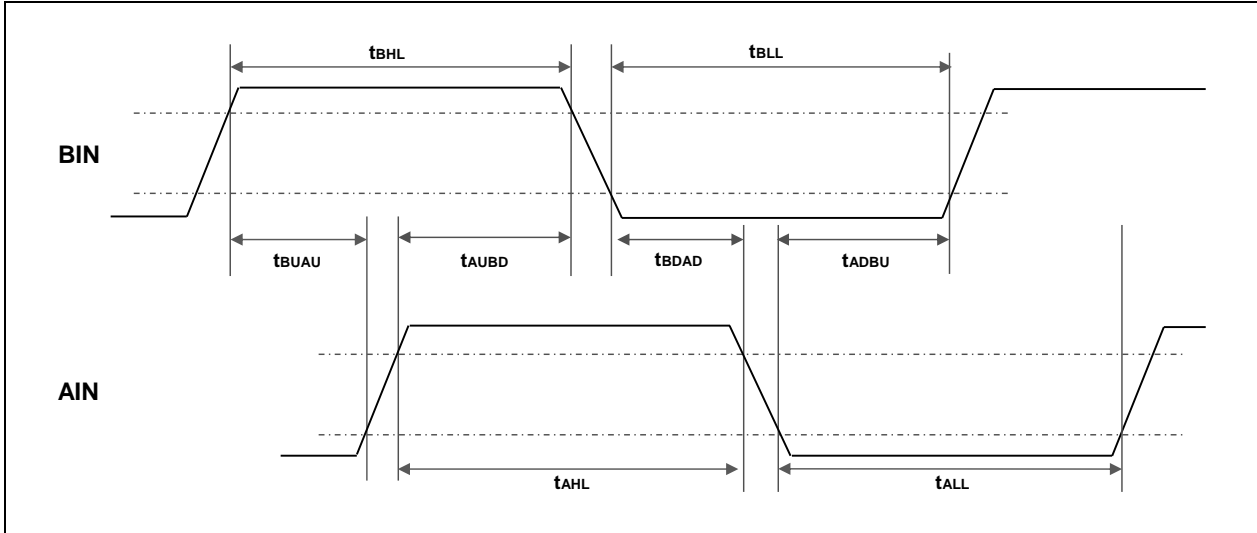 tBHL
tBLL
BIN
tBUAU
tAUBD
tBDAD
tADBU
AIN
tAHL
tALL